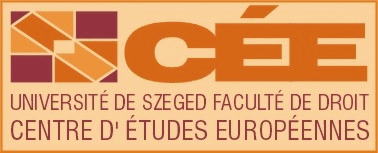 CÉE
UNIVERSITÉ DE SZEGED FACULTÉ DE DROIT
CENTRE D' ÉTUDES EUROPÉENNES